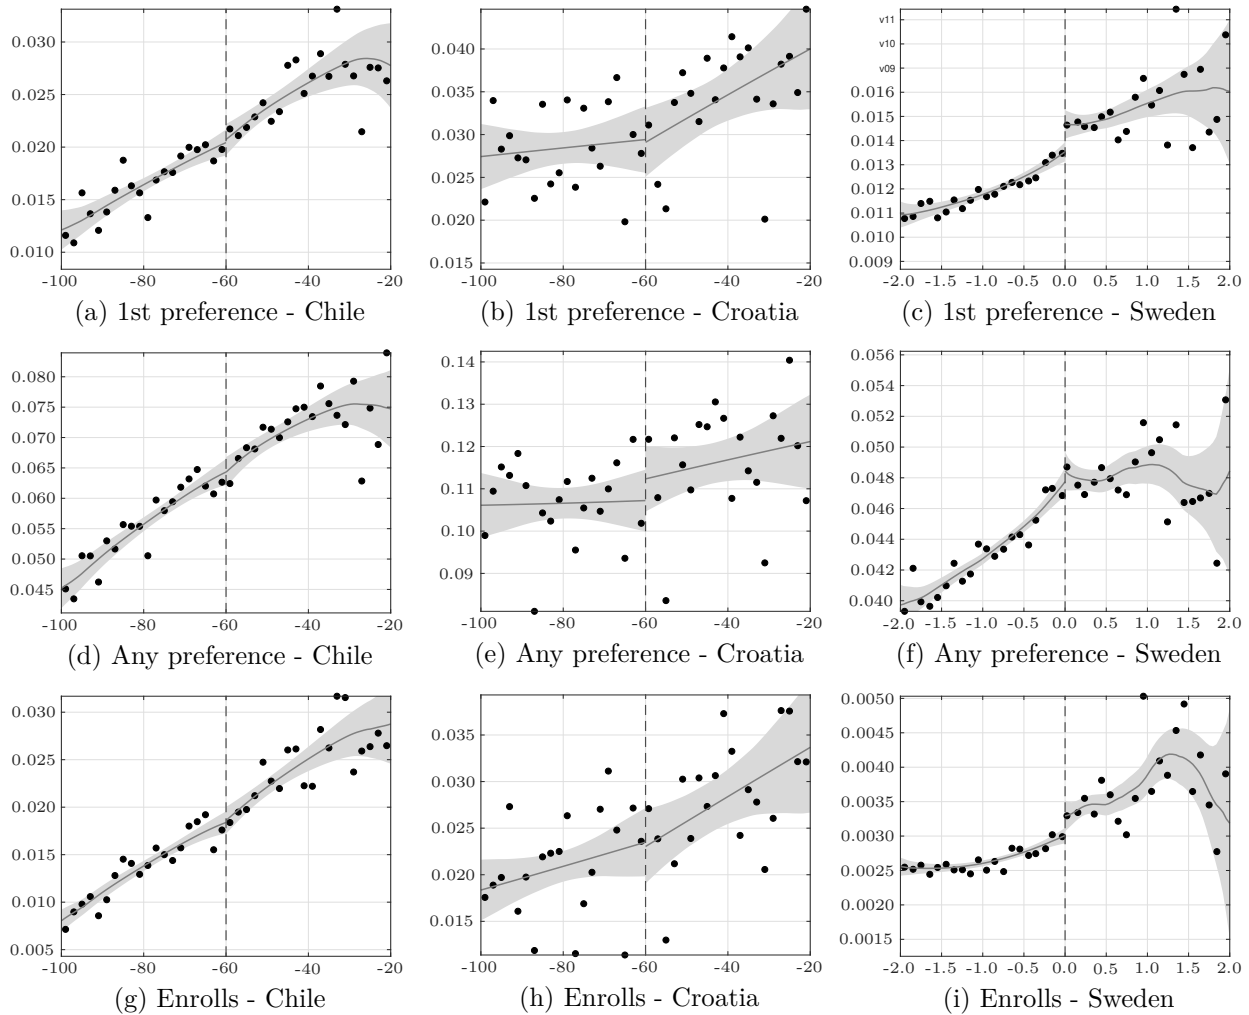 0.030
0.025
0.020
0.015
0.010
-100 -80 -60 -40 -20
(a) 1st preference - Chile
0.040
0.035
0.030
0.025
0.020
0.015
-100 -80 -60 -40 -20
(b) 1st preference - Croatia
v11
v10
v09
0.016
0.015
0.014
0.013
0.012
0.011
0.010
0.009
-2.0 -1.5 -1.0 -0.5 0.0 0.5 1.0 1.5 2.0
(c) 1st preference - Sweden
0.080
0.075
0.070
0.065
0.060
0.055
0.050
0.045
-100 -80 -60 -40 -20
(d) Any preference - Chile
0.14
0.13
0.12
0.11
0.10
0.09
-100 -80 -60 -40 -20
(e) Any preference - Croatia
0.056
0.054
0.052
0.050
0.048
0.046
0.044
0.042
0.040
-2.0 -1.5 -1.0 -0.5 0.0 0.5 1.0 1.5 2.0
(f) Any preference - Sweden
0.030
0.025
0.020
0.015
0.010
0.005
-100 -80 -60 -40 -20
(g) Enrolls - Chile
0.035
0.030
0.025
0.020
0.015
-100 -80 -60 -40 -20
(h) Enrolls - Croatia
0.0050
0.0045
0.0040
0.0035
0.0030
0.0025
0.0020
0.0015
-2.0 -1.5 -1.0 -0.5 0.0 0.5 1.0 1.5 2.0
(i) Enrolls - Sweden